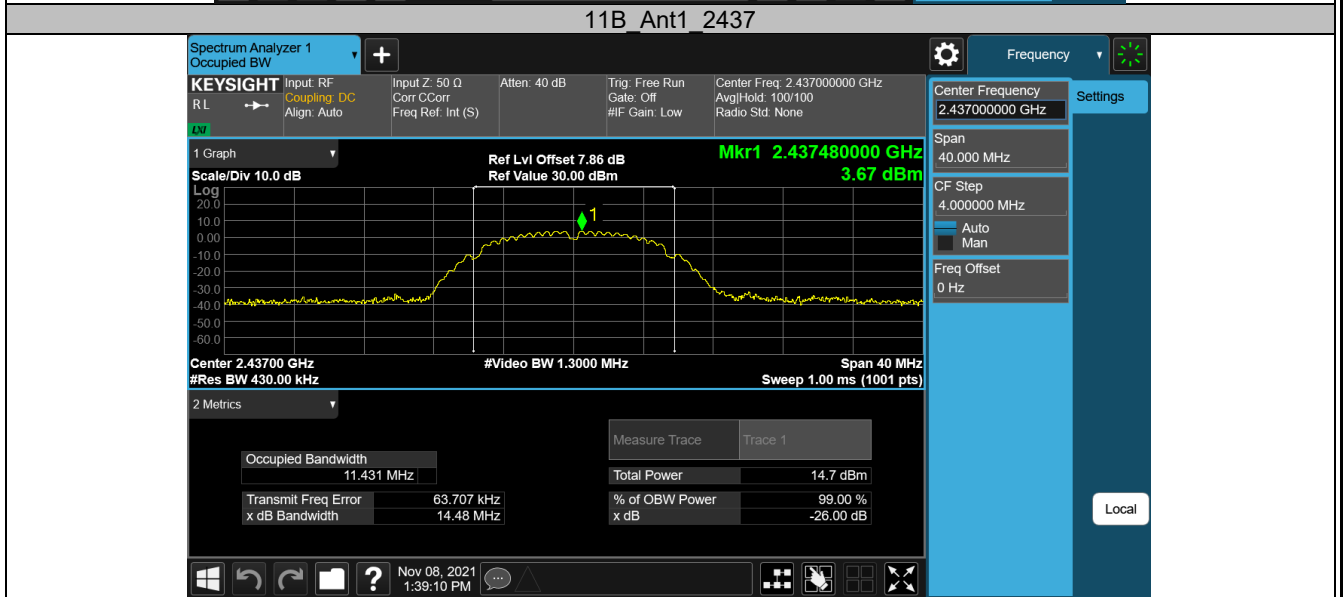 11B_Ant1_2437
Spectrum Analyzer 1
Occupied BW
+
Frequency
KEYSIGHT
RL
LXI
Input: RF
Coupling: DC
Align: Auto
Input Z: 50 Ω
Corr CCorr
Freq Ref: Int (S)
Atten: 40 dB
Trig: Free Run
Gate: Off
#IF Gain: Low
Center Freq: 2.437000000 GHz
Avg|Hold: 100/100
Radio Std: None
Center Frequency
2.437000000 GHz
Settings
Span
40.000 MHz
CF Step
4.000000 MHz
Auto
Man
Freq Offset
0 Hz
Local
1 Graph
Scale/Div 10.0 dB
Ref Lvl Offset 7.86 dB
Ref Value 30.00 dBm
Mkr1 2.437480000 GHz
3.67 dBm
Log
20.0
10.0
0.00
-10.0
-20.0
-30.0
-40.0
-50.0
-60.0
1
Center 2.43700 GHz
#Res BW 430.00 kHz
#Video BW 1.3000 MHz
Span 40 MHz
Sweep 1.00 ms (1001 pts)
2 Metrics
Measure Trace Trace 1
Occupied Bandwidth
11.431 MHz
Total Power 14.7 dBm
Transmit Freq Error 63.707 kHz
% of OBW Power 99.00 %
x dB Bandwidth 14.48 MHz
x dB -26.00 dB
?
Nov 08, 2021
1:39:10 PM